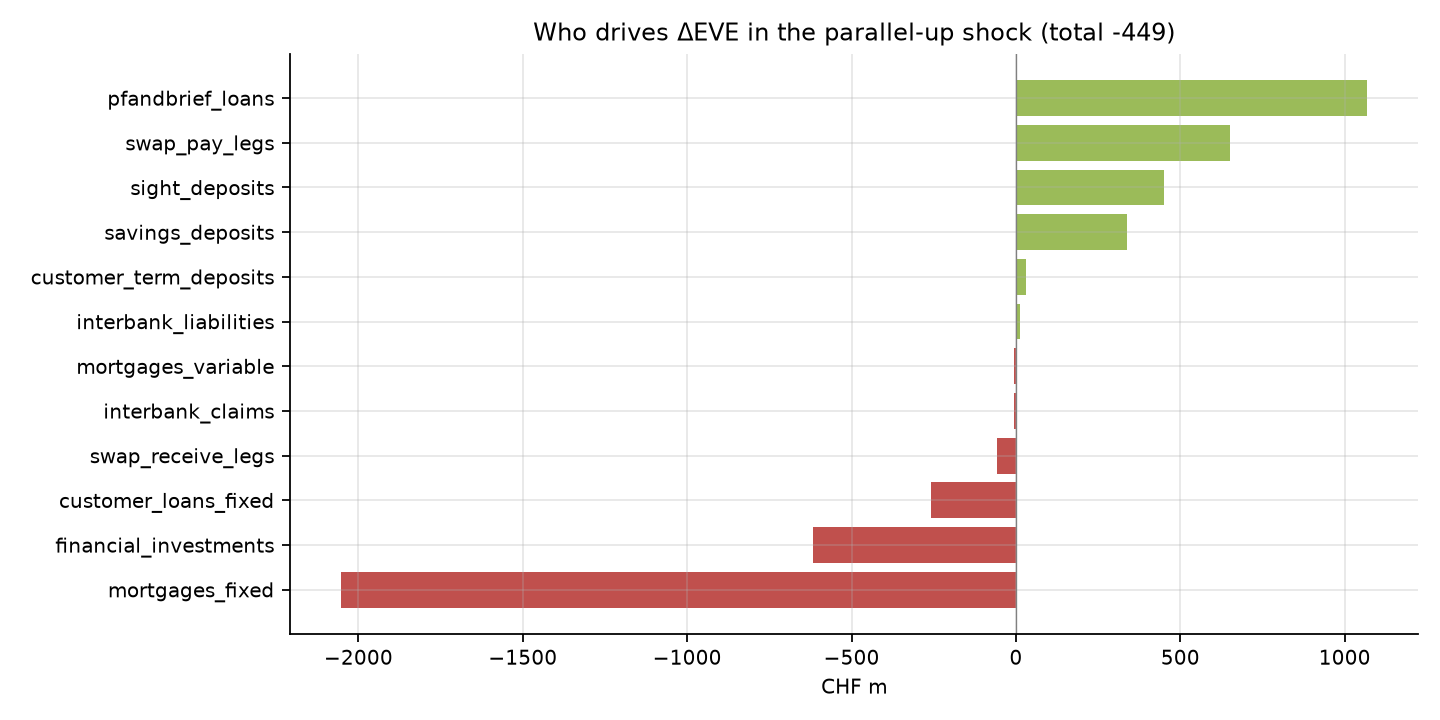 Who drives ΔEVE in the parallel-up shock (total -449)
pfandbrief_loans
swap_pay_legs
sight_deposits
savings_deposits
customer_term_deposits
interbank_liabilities
mortgages_variable
interbank_claims
swap_receive_legs
customer_loans_fixed
financial_investments
mortgages_fixed
−2000 −1500 −1000 −500 0 500 1000
CHF m